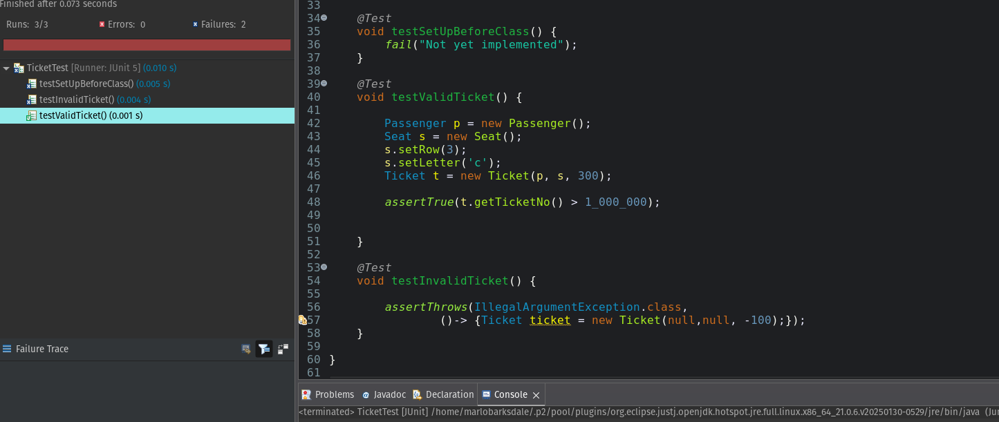 Finished after 0.073 seconds
Runs: 3/3 Errors: 0 Failures: 2
TicketTest [Runner: JUnit 5] (0.010 s)
testSetUpBeforeClass() (0.005 s)
testInvalidTicket() (0.004 s)
testValidTicket() (0.001 s)
Failure Trace
33
34 @Test
35 void testSetUpBeforeClass() {
36 fail("Not yet implemented");
37 }
38
39 @Test
40 void testValidTicket() {
41
42 Passenger p = new Passenger();
43 Seat s = new Seat();
44 s.setRow(3);
45 s.setLetter('c');
46 Ticket t = new Ticket(p, s, 300);
47
48 assertTrue(t.getTicketNo() > 1_000_000);
49
50
51 }
52
53 @Test
54 void testInvalidTicket() {
55
56 assertThrows(IllegalArgumentException.class,
57 ()-> {Ticket ticket = new Ticket(null,null, -100);});
58 }
59
60 }
61
Problems Javadoc Declaration Console
<terminated> TicketTest [JUnit] /home/marlobarksdale/.p2/pool/plugins/org.eclipse.justj.openjdk.hotspot.jre.full.linux.x86_64_21.0.6.v20250130-0529/jre/bin/java (Jun